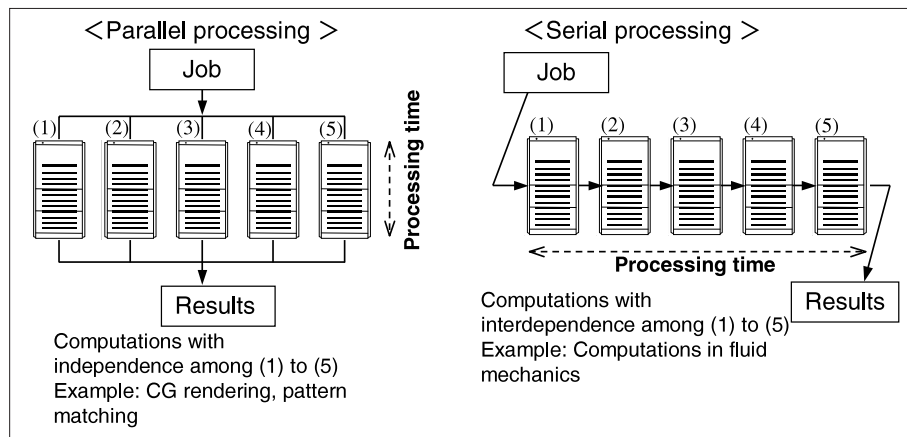 ＜Parallel processing＞
Job
(1) (2) (3) (4) (5)
Processing time
Results
Computations with
independence among (1) to (5)
Example: CG rendering, pattern
matching
＜Serial processing＞
Job
(1) (2) (3) (4) (5)
Processing time
Results
Computations with
interdependence among (1) to (5)
Example: Computations in fluid
mechanics